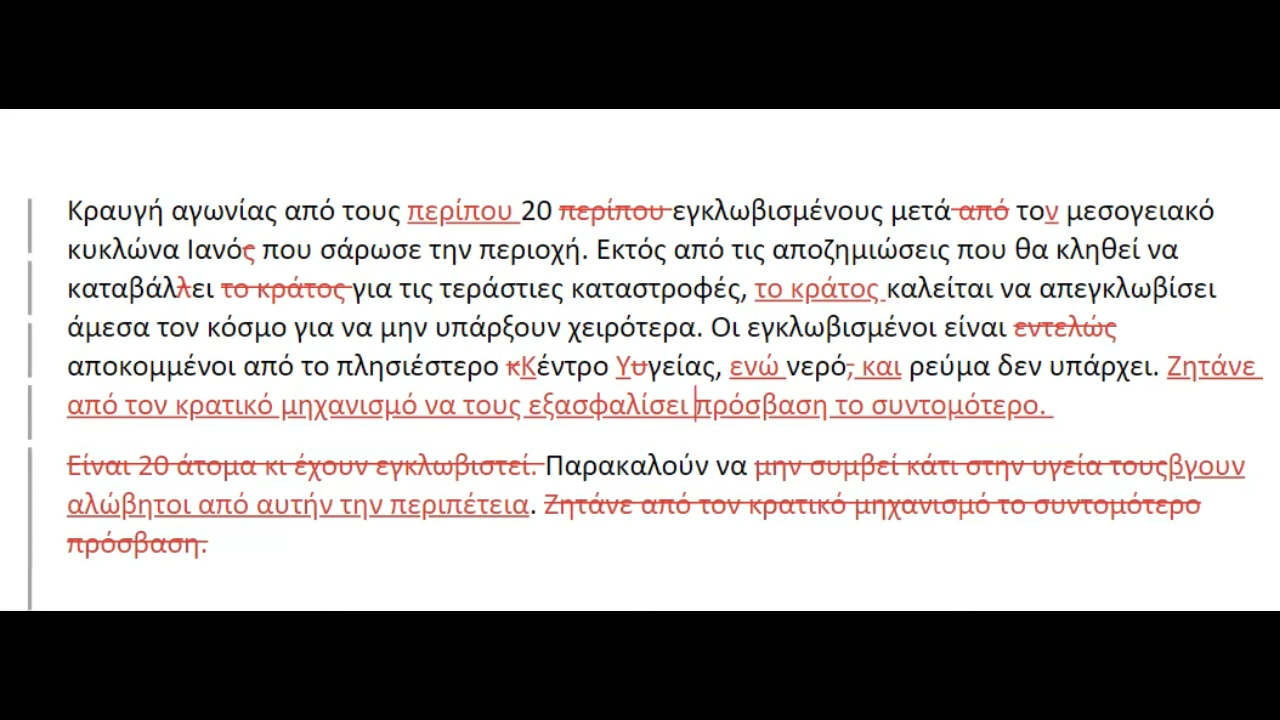 Κραυγή αγωνίας από τους περίπου 20 περίπου εγκλωβισμένους μετά από τον μεσογειακό
κυκλώνα Ιανός που σάρωσε την περιοχή. Εκτός από τις αποζημιώσεις που θα κληθεί να
καταβάλλει το κράτος για τις τεράστιες καταστροφές, το κράτος καλείται να απεγκλωβίσει
άμεσα τον κόσμο για να μην υπάρξουν χειρότερα. Οι εγκλωβισμένοι είναι εντελώς
αποκομμένοι από το πλησιέστερο κΚέντρο Υυγείας, ενώ νερό, και ρεύμα δεν υπάρχει. Ζητάνε
από τον κρατικό μηχανισμό να τους εξασφαλίσει πρόσβαση το συντομότερο.
Είναι 20 άτομα κι έχουν εγκλωβιστεί. Παρακαλούν να μην συμβεί κάτι στην υγεία τουςβγουν
αλώβητοι από αυτήν την περιπέτεια. Ζητάνε από τον κρατικό μηχανισμό το συντομότερο
πρόσβαση.